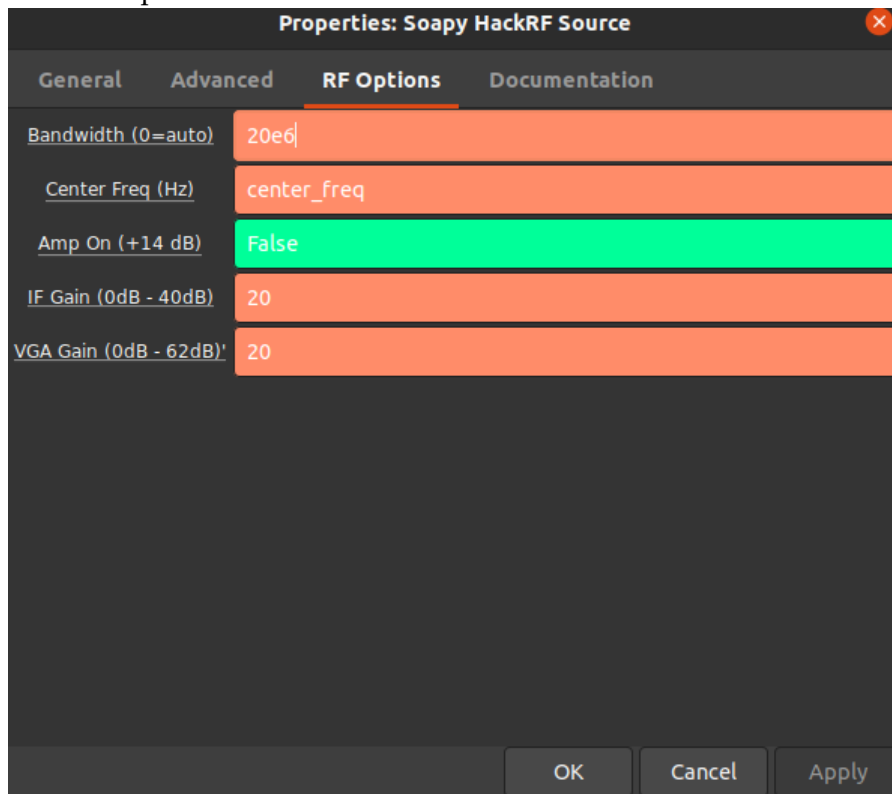 Properties: Soapy HackRF Source
General Advanced RF Options Documentation
Bandwidth (0=auto) 20e6
Center Freq (Hz) center_freq
Amp On (+14 dB) False
IF Gain (0dB - 40dB) 20
VGA Gain (0dB - 62dB)' 20
OK Cancel Apply